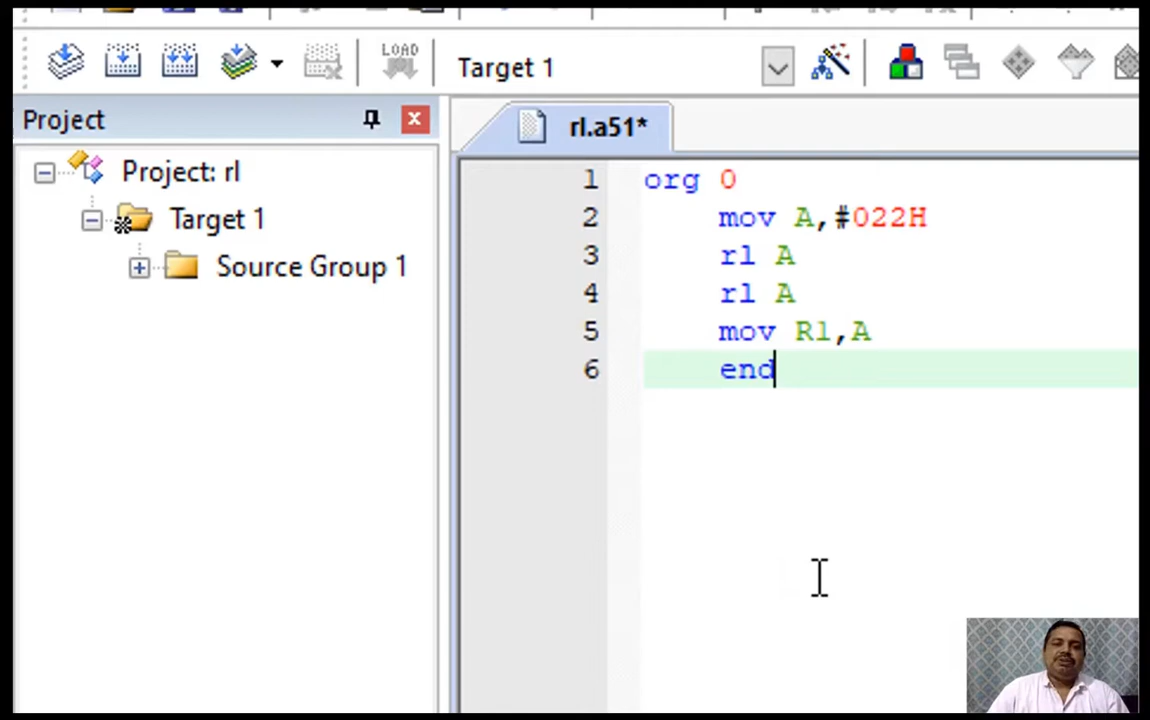 LOAD
Target 1
Project
rl.a51*
Project: rl
Target 1
Source Group 1
1 org 0
2 mov A,#022H
3 rl A
4 rl A
5 mov R1,A
6 end